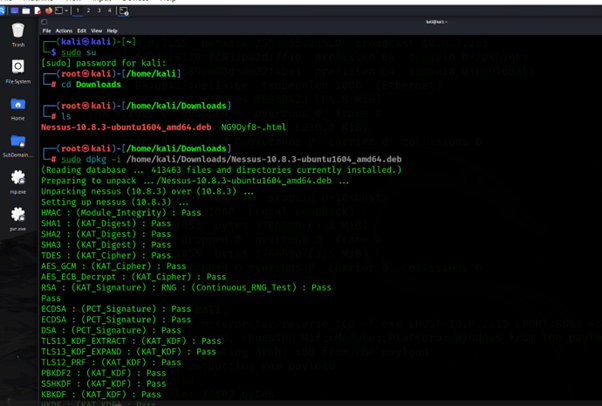 Trash
File System
Home
SubDomain...
1 2 3 4
kali@kali: ~
File Actions Edit View Help
┌──(kali㉿kali)-[~]
└─$ sudo su
[sudo] password for kali:
┌──(root㉿kali)-[/home/kali]
└─# cd Downloads
┌──(root㉿kali)-[/home/kali/Downloads]
└─# ls
Nessus-10.8.3-ubuntu1604_amd64.deb NG9Oyf8-.html
┌──(root㉿kali)-[/home/kali/Downloads]
└─# sudo dpkg -i /home/kali/Downloads/Nessus-10.8.3-ubuntu1604_amd64.deb
(Reading database ... 413463 files and directories currently installed.)
Preparing to unpack .../Nessus-10.8.3-ubuntu1604_amd64.deb ...
Unpacking nessus (10.8.3) over (10.8.3) ...
Setting up nessus (10.8.3) ...
HMAC : (Module_Integrity) : Pass
SHA1 : (KAT_Digest) : Pass
SHA2 : (KAT_Digest) : Pass
SHA3 : (KAT_Digest) : Pass
TDES : (KAT_Cipher) : Pass
AES_GCM : (KAT_Cipher) : Pass
AES_ECB_Decrypt : (KAT_Cipher) : Pass
RSA : (KAT_Signature) : RNG : (Continuous_RNG_Test) : Pass
Pass
ECDSA : (PCT_Signature) : Pass
ECDSA : (PCT_Signature) : Pass
DSA : (PCT_Signature) : Pass
TLS13_KDF_EXTRACT : (KAT_KDF) : Pass
TLS13_KDF_EXPAND : (KAT_KDF) : Pass
TLS12_PRF : (KAT_KDF) : Pass
PBKDF2 : (KAT_KDF) : Pass
SSHKDF : (KAT_KDF) : Pass
KBKDF : (KAT_KDF) : Pass
HKDF : (KAT_KDF) : Pass